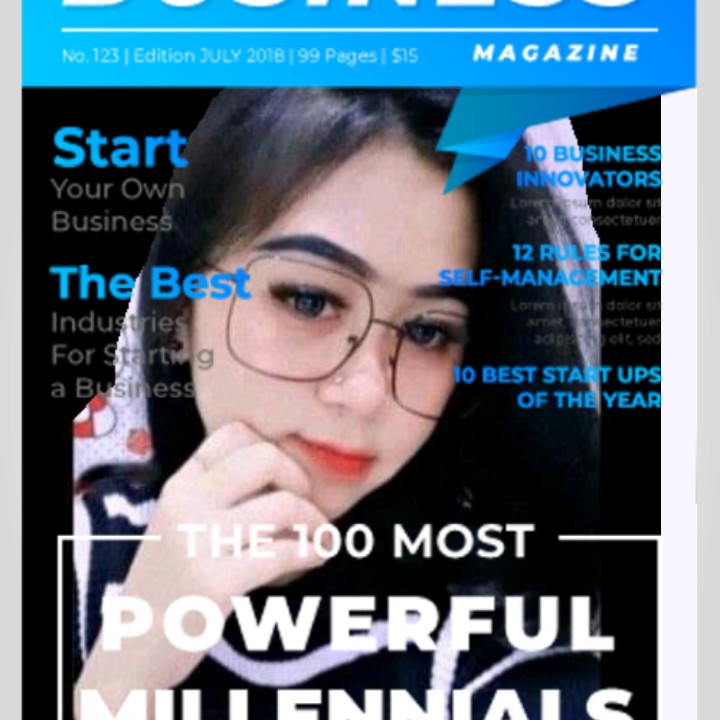 BUSINESS
No. 123 | Edition JULY 2018 | 99 Pages | $15
MAGAZINE
Start
Your Own
Business
The Best
Industries
For Starting
a Business
10 BUSINESS
INNOVATORS
Lorem ipsum dolor sit
amet, consectetuer
12 RULES FOR
SELF-MANAGEMENT
Lorem ipsum dolor sit
amet, consectetuer
adipiscing elit, sed
10 BEST START UPS
OF THE YEAR
THE 100 MOST
POWERFUL
MILLENNIALS